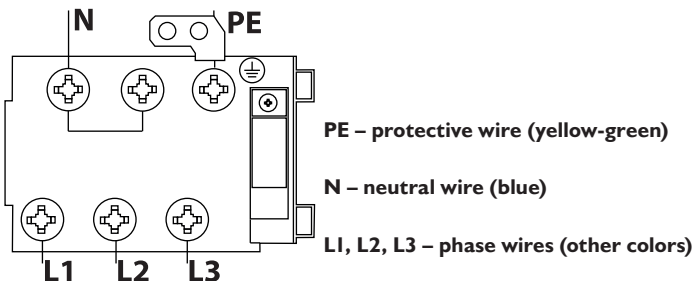 N PE
PE – protective wire (yellow-green)
N – neutral wire (blue)
L1, L2, L3 – phase wires (other colors)
L1 L2 L3